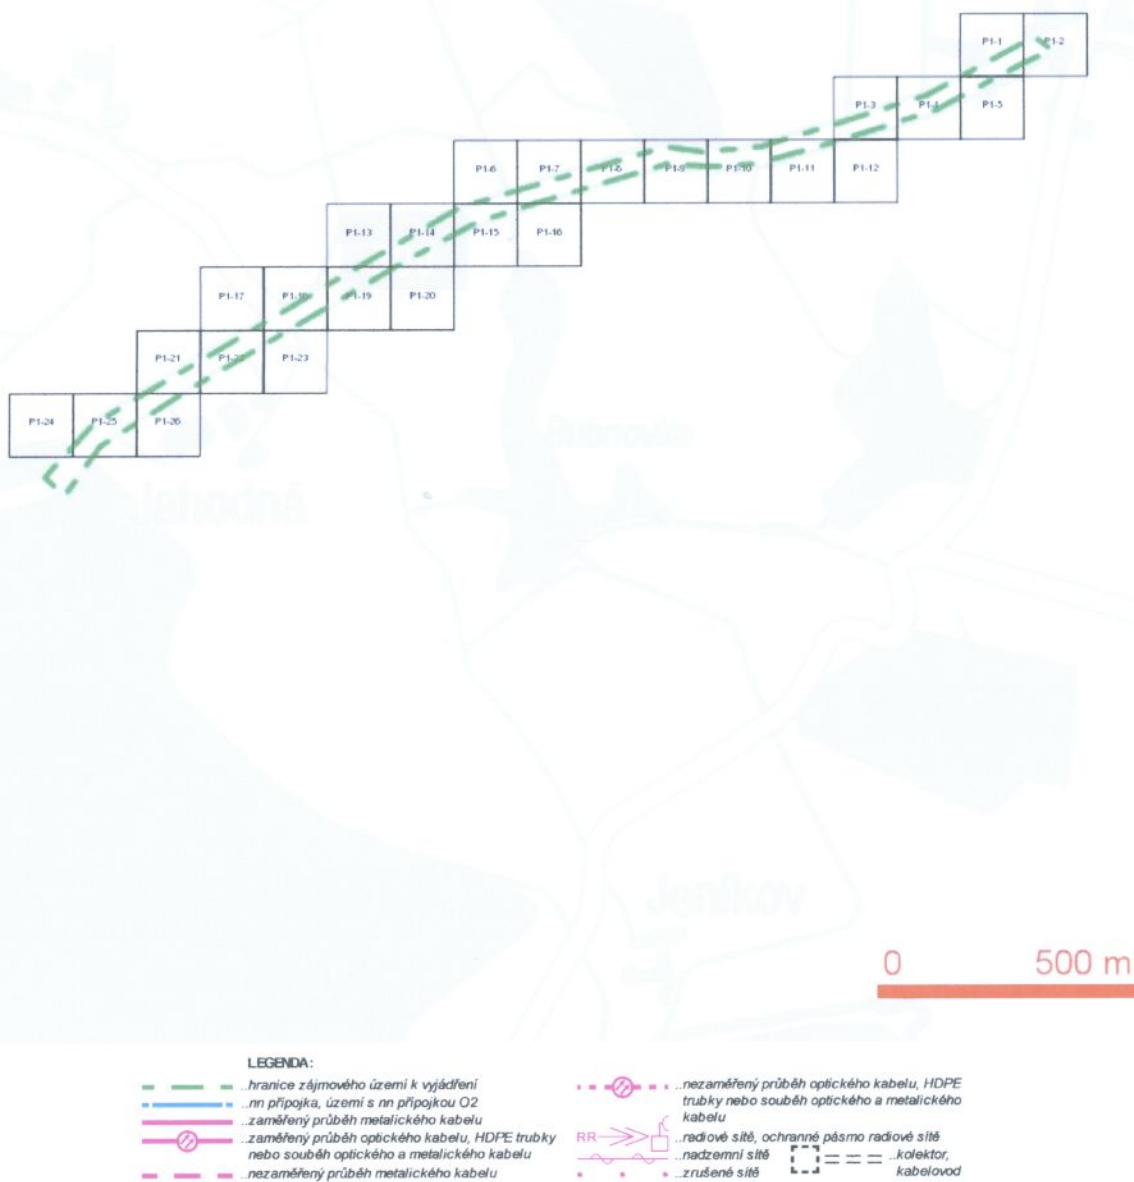 P1-1 P1-2
P1-3 P1-4 P1-5
P1-6 P1-7 P1-8 P1-9 P1-10 P1-11 P1-12
P1-13 P1-14 P1-15 P1-16
P1-17 P1-18 P1-19 P1-20
P1-21 P1-22 P1-23
P1-24 P1-25 P1-26
Jahodná
Jeníkov
0 500 m
LEGENDA:
..hranice zájmového území k vyjádření
..nn přípojka, území s nn přípojkou O2
..zaměřený průběh metalického kabelu
..zaměřený průběh optického kabelu, HDPE trubky
nebo souběh optického a metalického kabelu
..nezaměřený průběh metalického kabelu
..nezaměřený průběh optického kabelu, HDPE
trubky nebo souběh optického a metalického
kabelu
RR ..radiové sítě, ochranné pásmo radiové sítě
..nadzemní sítě
..zrušené sítě
..kolektor,
kabelovod